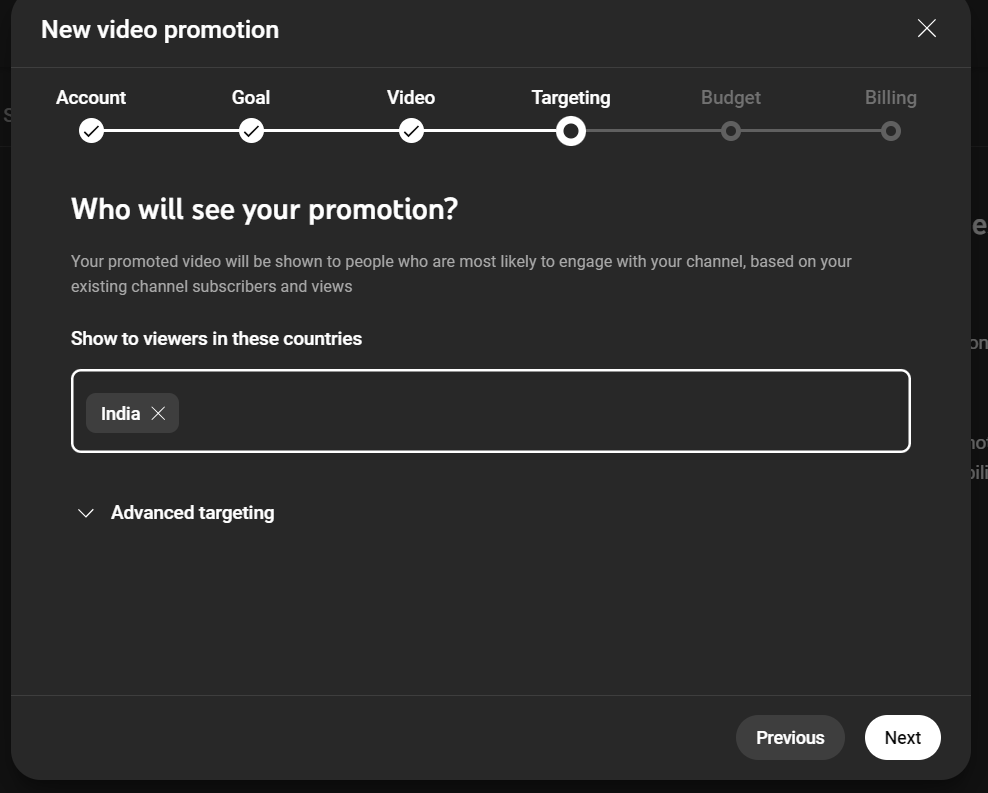 New video promotion
Account Goal Video Targeting Budget Billing
Who will see your promotion?
Your promoted video will be shown to people who are most likely to engage with your channel, based on your
existing channel subscribers and views
Show to viewers in these countries
India
Advanced targeting
Previous Next